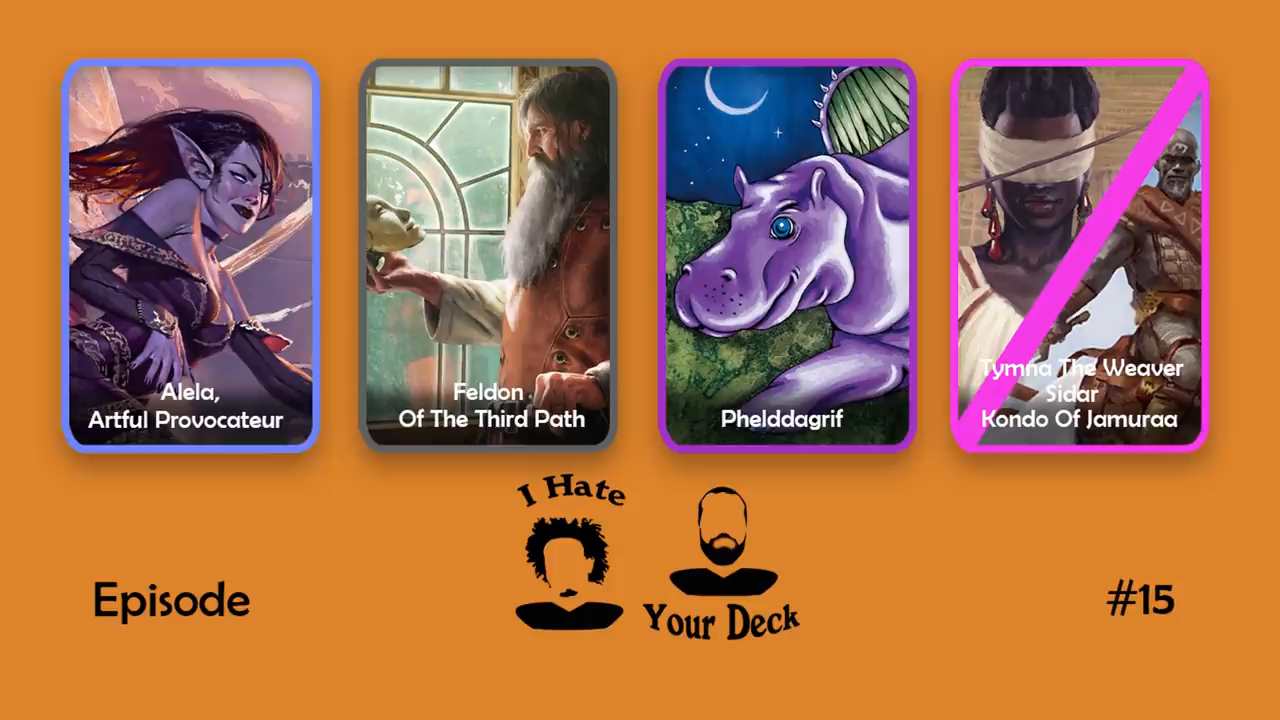 Alela,
Artful Provocateur
Feldon
Of The Third Path
Phelddagrif
Tymna The Weaver
Sidar
Kondo Of Jamuraa
I Hate
Your Deck
Episode
#15